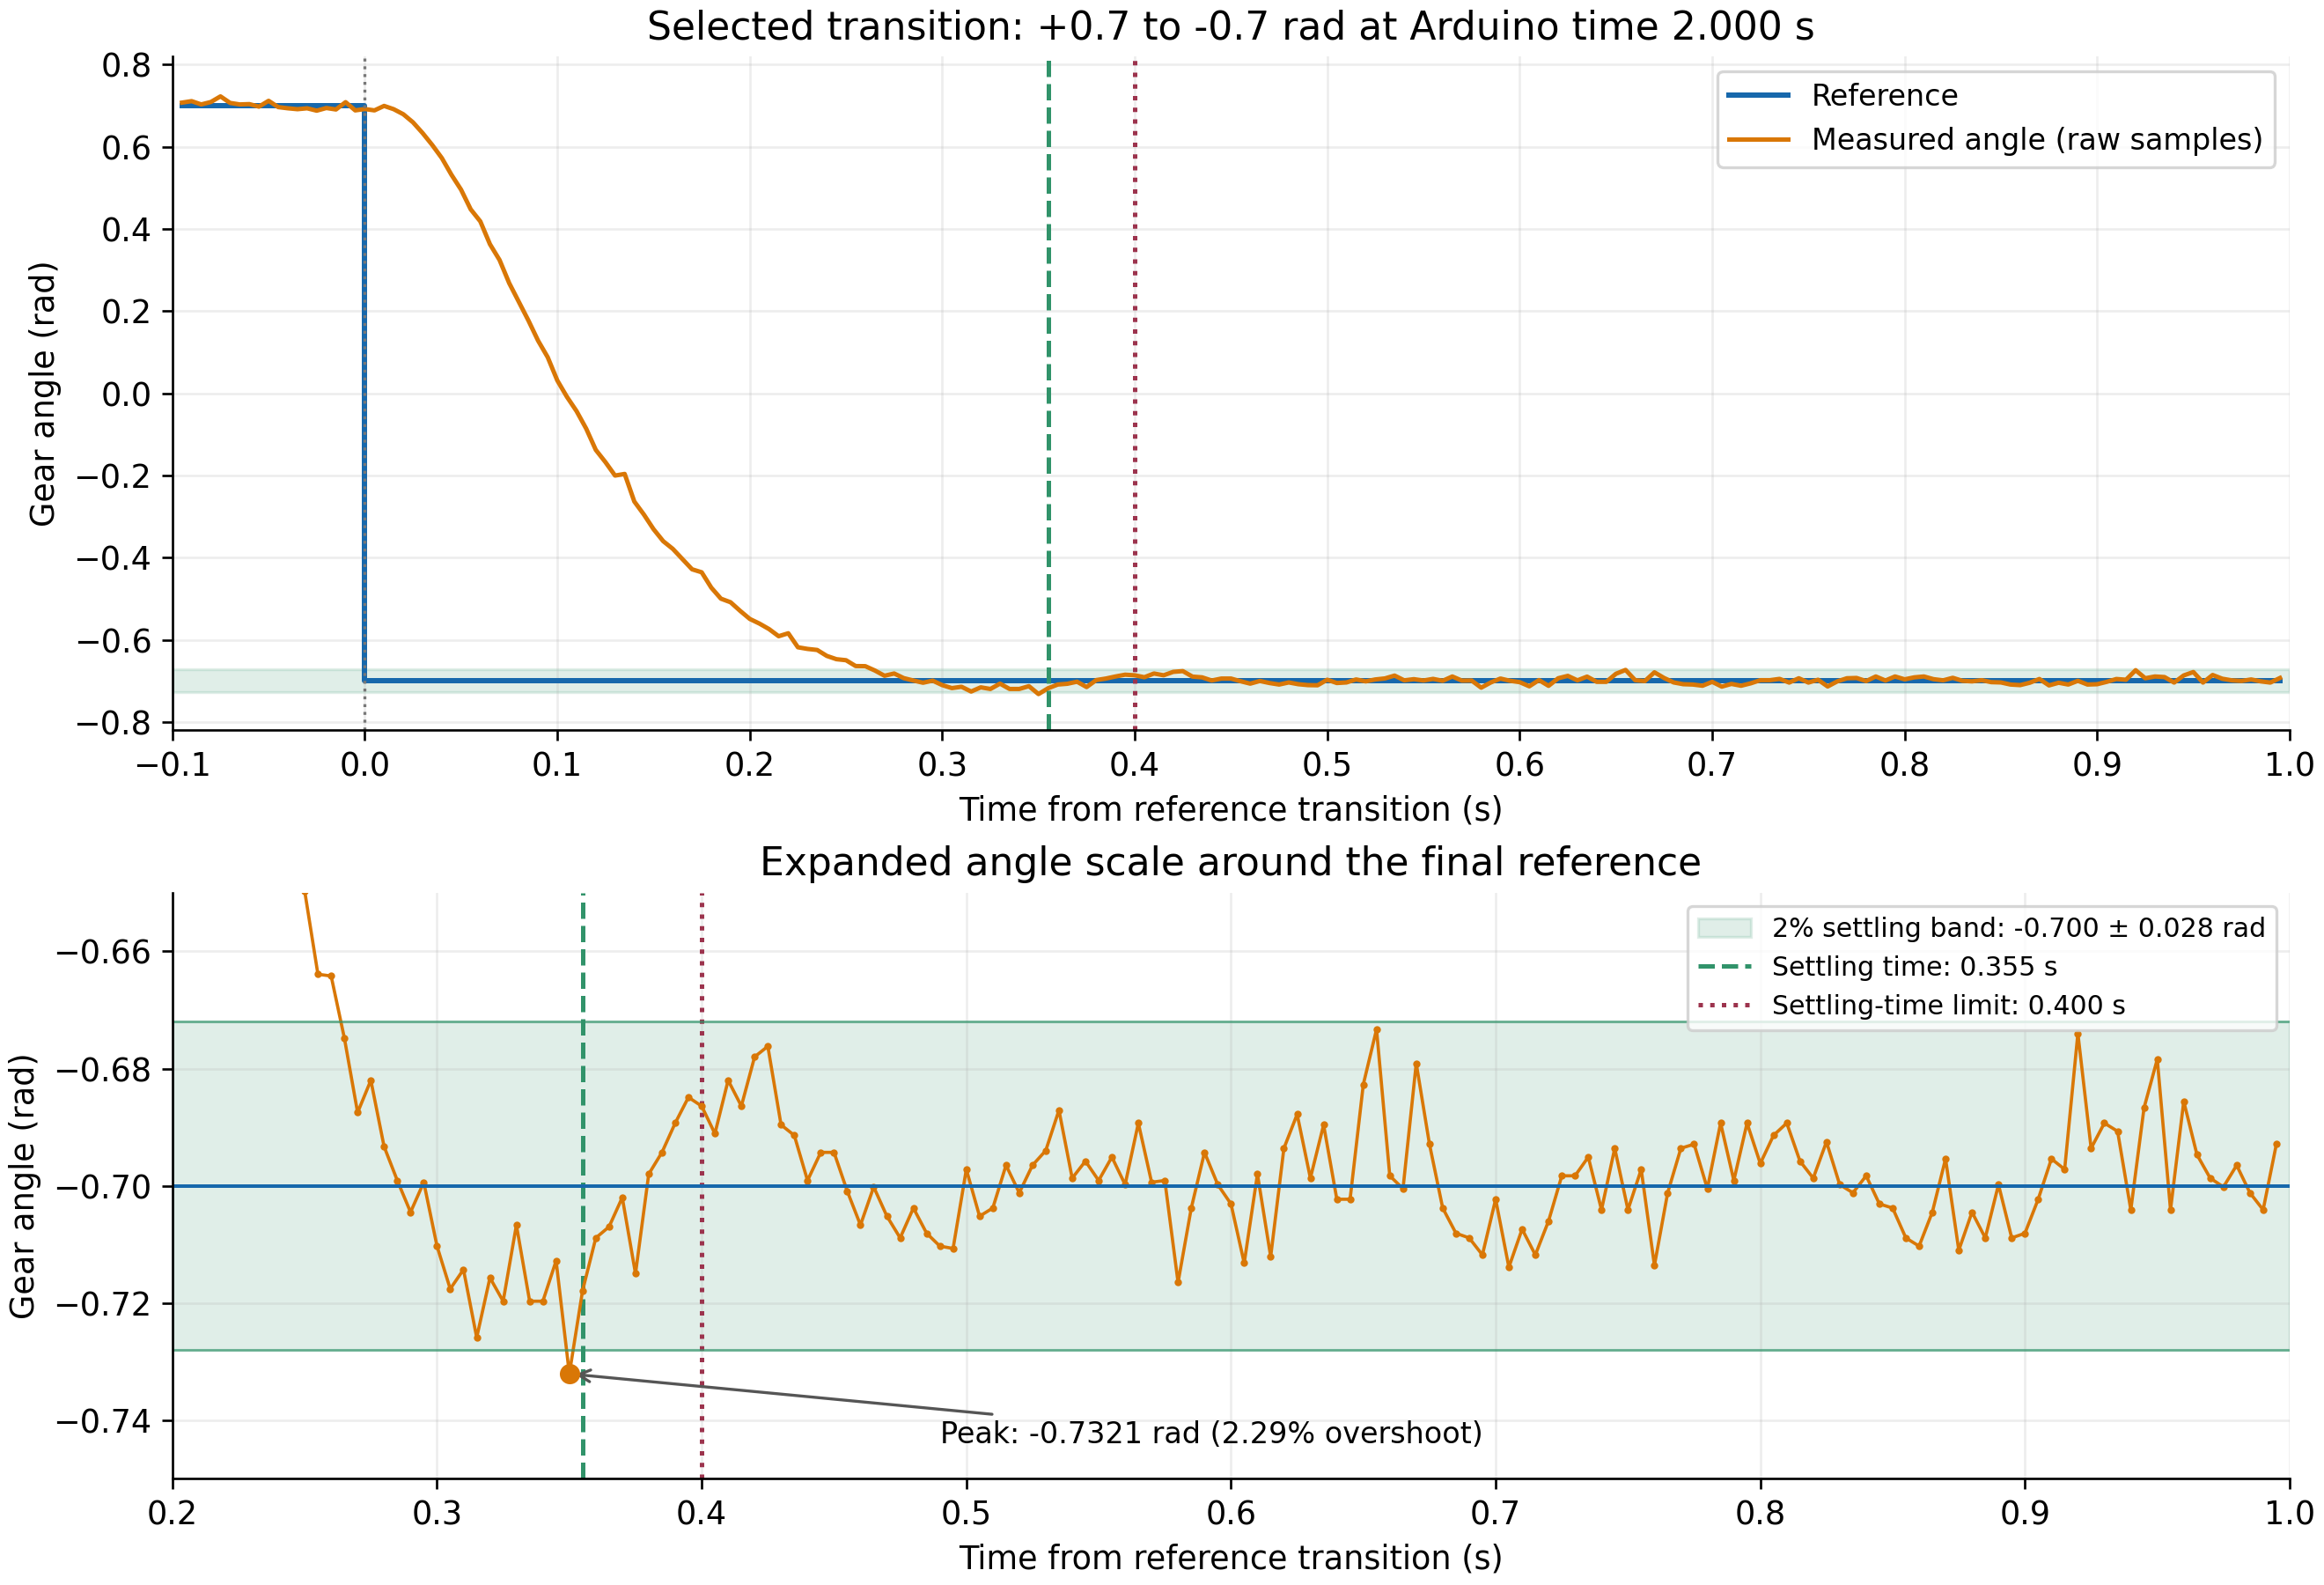 Selected transition: +0.7 to -0.7 rad at Arduino time 2.000 s
Reference
Measured angle (raw samples)
Gear angle (rad)
0.8
0.6
0.4
0.2
0.0
−0.2
−0.4
−0.6
−0.8
−0.1 0.0 0.1 0.2 0.3 0.4 0.5 0.6 0.7 0.8 0.9 1.0
Time from reference transition (s)
Expanded angle scale around the final reference
2% settling band: -0.700 ± 0.028 rad
Settling time: 0.355 s
Settling-time limit: 0.400 s
Gear angle (rad)
−0.66
−0.68
−0.70
−0.72
−0.74
Peak: -0.7321 rad (2.29% overshoot)
0.2 0.3 0.4 0.5 0.6 0.7 0.8 0.9 1.0
Time from reference transition (s)